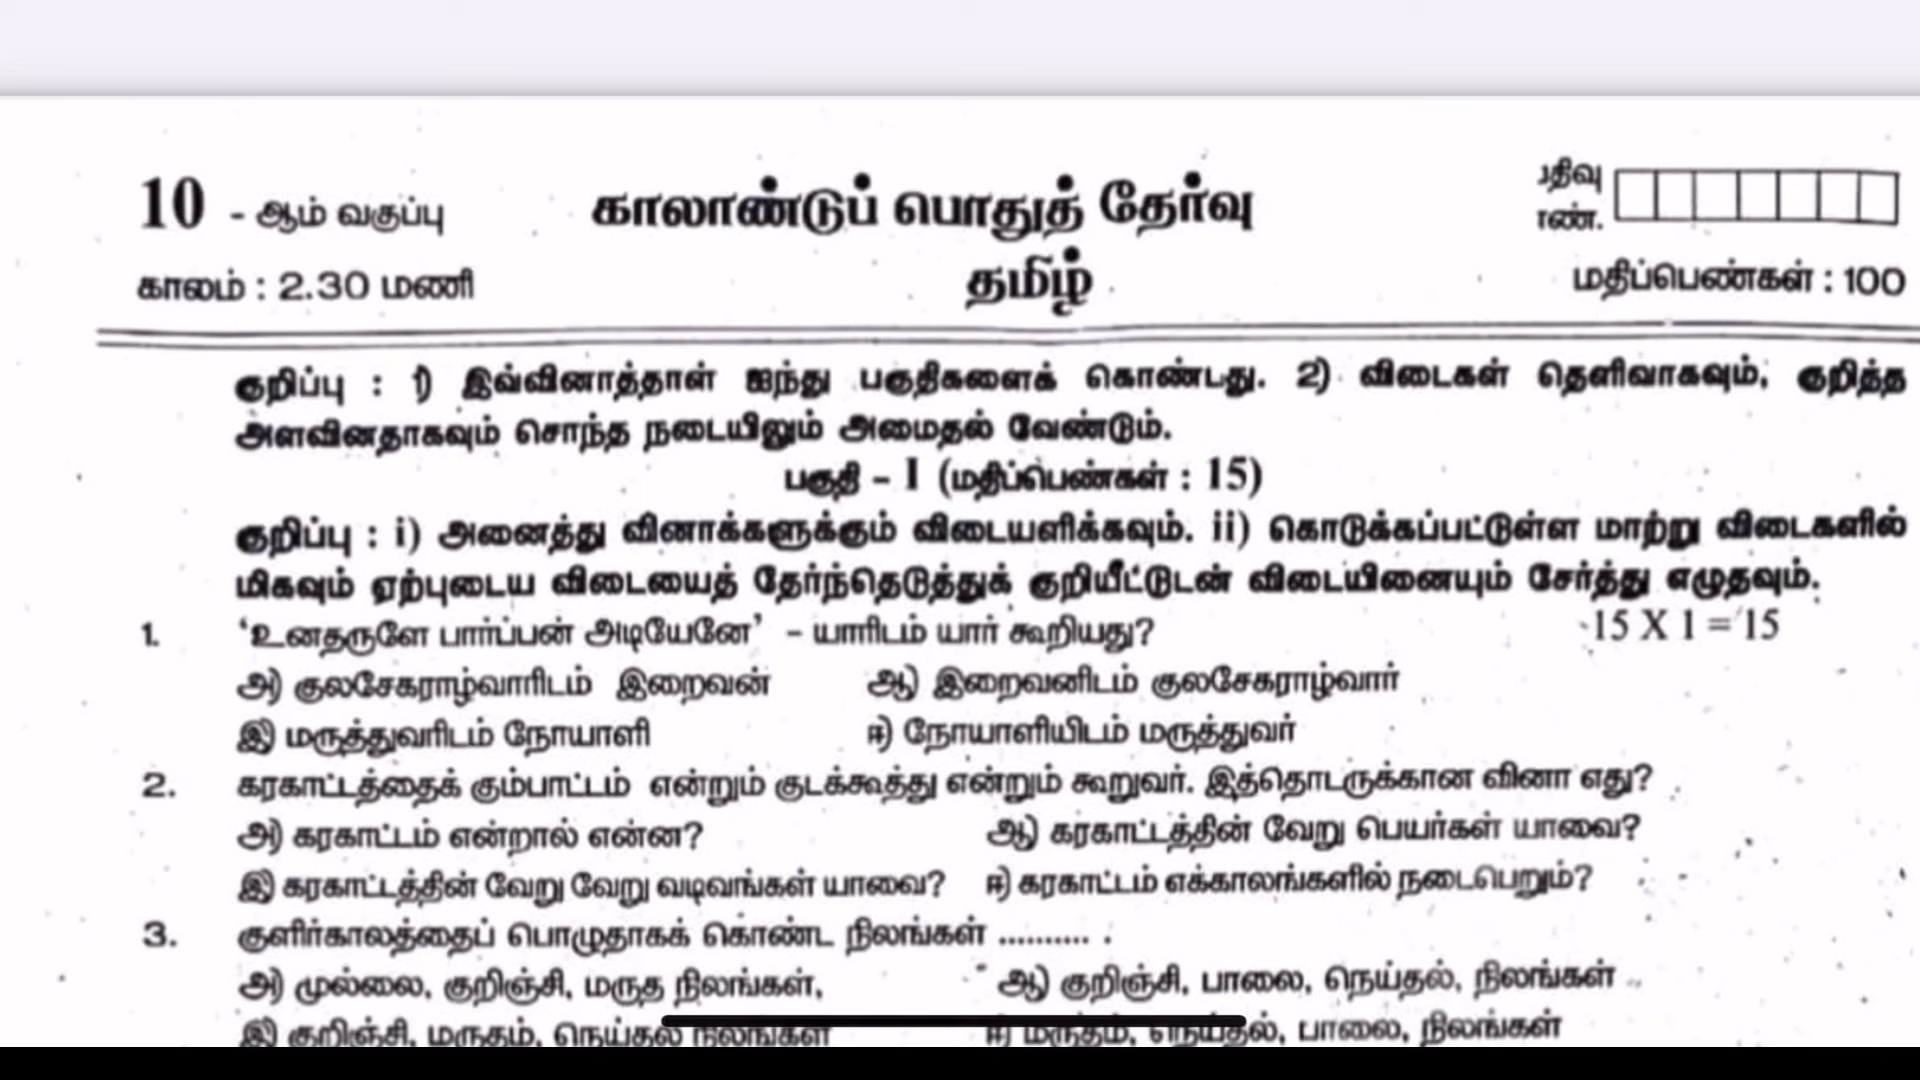 10 - ஆம் வகுப்பு
காலாண்டுப் பொதுத் தேர்வு
திவு
ண்.
காலம் : 2.30 மணி
தமிழ்
மதிப்பெண்கள் : 100
குறிப்பு : 1) இவ்வினாத்தாள் ஐந்து பகுதிகளைக் கொண்டது. 2) விடைகள் தெளிவாகவும், குறித்த
அளவினதாகவும் சொந்த நடையிலும் அமைதல் வேண்டும்.
பகுதி - I (மதிப்பெண்கள் : 15)
குறிப்பு : i) அனைத்து வினாக்களுக்கும் விடையளிக்கவும். ii) கொடுக்கப்பட்டுள்ள மாற்று விடைகளில்
மிகவும் ஏற்புடைய விடையைத் தேர்ந்தெடுத்துக் குறியீட்டுடன் விடையினையும் சேர்த்து எழுதவும்.
15 X 1 = 15
1. ‘உனதருளே பார்ப்பன் அடியேனே’ - யாரிடம் யார் கூறியது?
அ) குலசேகராழ்வாரிடம் இறைவன் ஆ) இறைவனிடம் குலசேகராழ்வார்
இ) மருத்துவரிடம் நோயாளி ஈ) நோயாளியிடம் மருத்துவர்
2. கரகாட்டத்தைக் கும்பாட்டம் என்றும் குடக்கூத்து என்றும் கூறுவர். இத்தொடருக்கான வினா எது?
அ) கரகாட்டம் என்றால் என்ன? ஆ) கரகாட்டத்தின் வேறு பெயர்கள் யாவை?
இ) கரகாட்டத்தின் வேறு வேறு வடிவங்கள் யாவை? ஈ) கரகாட்டம் எக்காலங்களில் நடைபெறும்?
3. குளிர்காலத்தைப் பொழுதாகக் கொண்ட நிலங்கள் .......... .
அ) முல்லை, குறிஞ்சி, மருத நிலங்கள், ஆ) குறிஞ்சி, பாலை, நெய்தல், நிலங்கள்
இ) குறிஞ்சி, மருதம், நெய்தல் நிலங்கள் ஈ) மருதம், நெய்தல், பாலை, நிலங்கள்